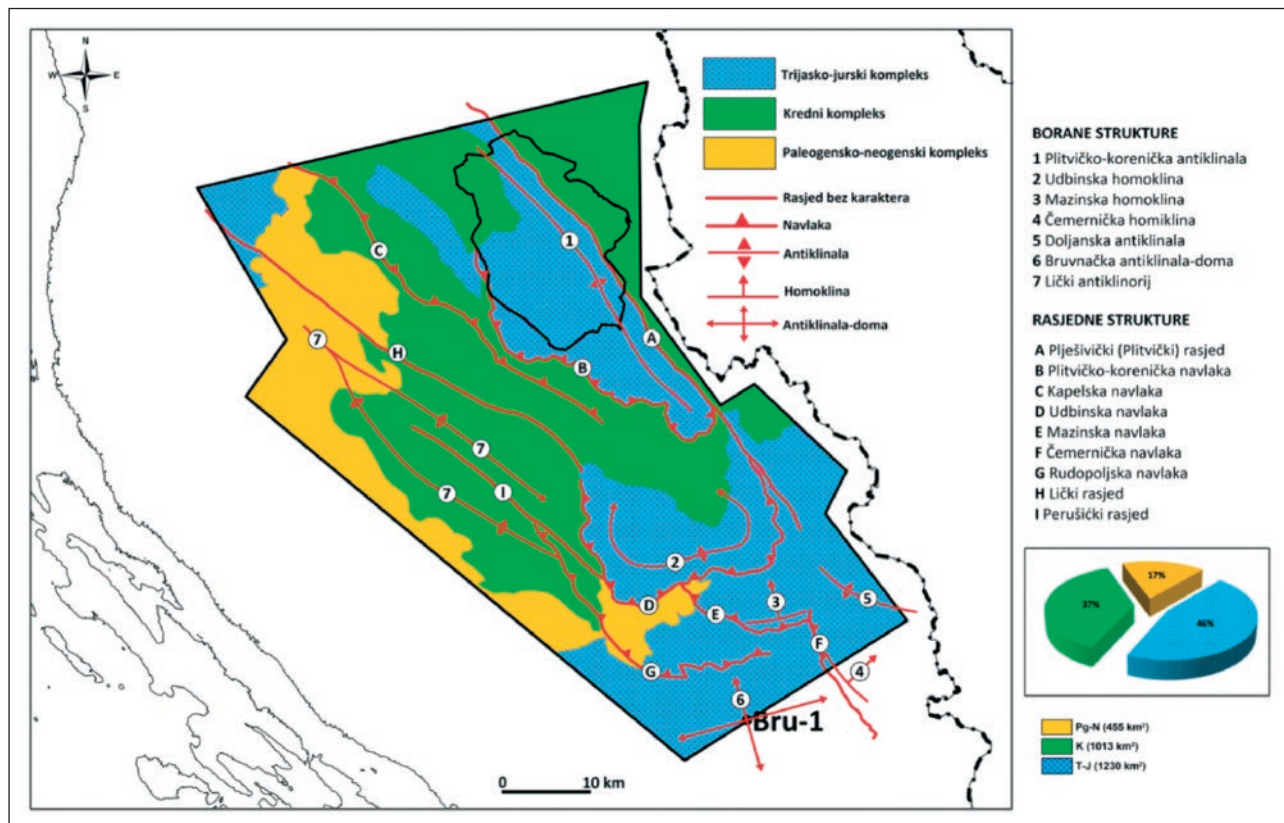 N
W E
S
Trijasko-jurski kompleks
Kredni kompleks
Paleogensko-neogenski kompleks
Rasjed bez karaktera
Navlaka
Antiklinala
Homoklina
Antiklinala-doma
1
C
A
H
B
7
7
I
7
2
D
E
3
5
F
G
4
6
Bru-1
0 10 km
BORANE STRUKTURE
1 Plitvičko-korenička antiklinala
2 Udbinska homoklina
3 Mazinska homoklina
4 Čemernička homiklina
5 Doljanska antiklinala
6 Bruvnačka antiklinala-doma
7 Lički antiklinorij
RASJEDNE STRUKTURE
A Plješivički (Plitvički) rasjed
B Plitvičko-korenička navlaka
C Kapelska navlaka
D Udbinska navlaka
E Mazinska navlaka
F Čemernička navlaka
G Rudopoljska navlaka
H Lički rasjed
I Perušićki rasjed
17%
37%
46%
Pg-N (455 km²)
K (1013 km²)
T-J (1230 km²)